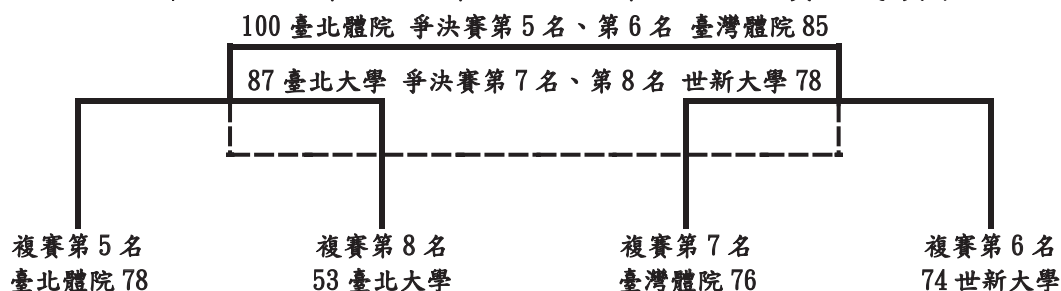 100 臺北體院 爭決賽第 5 名、第 6 名 臺灣體院 85
87 臺北大學 爭決賽第 7 名、第 8 名 世新大學 78
複賽第 5 名 複賽第 8 名 複賽第 7 名 複賽第 6 名
臺北體院 78 53 臺北大學 臺灣體院 76 74 世新大學